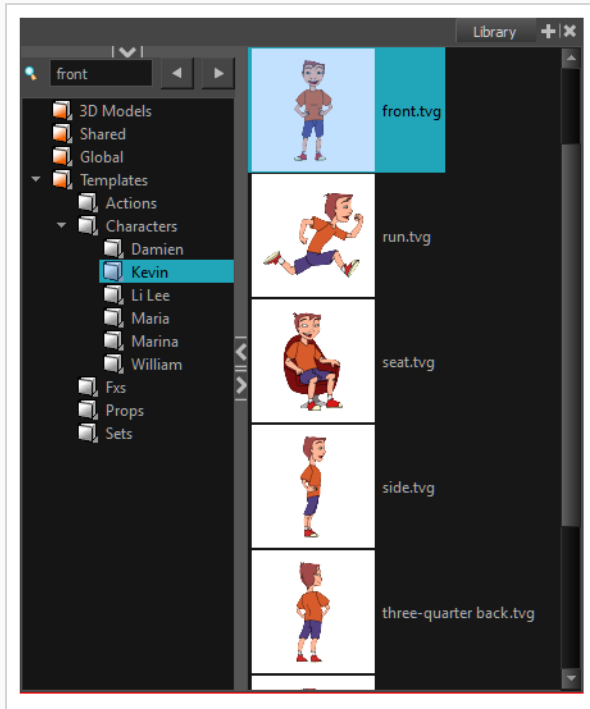 Library
front
3D Models
Shared
Global
Templates
Actions
Characters
Damien
Kevin
Li Lee
Maria
Marina
William
Fxs
Props
Sets
front.tvg
run.tvg
seat.tvg
side.tvg
three-quarter back.tvg